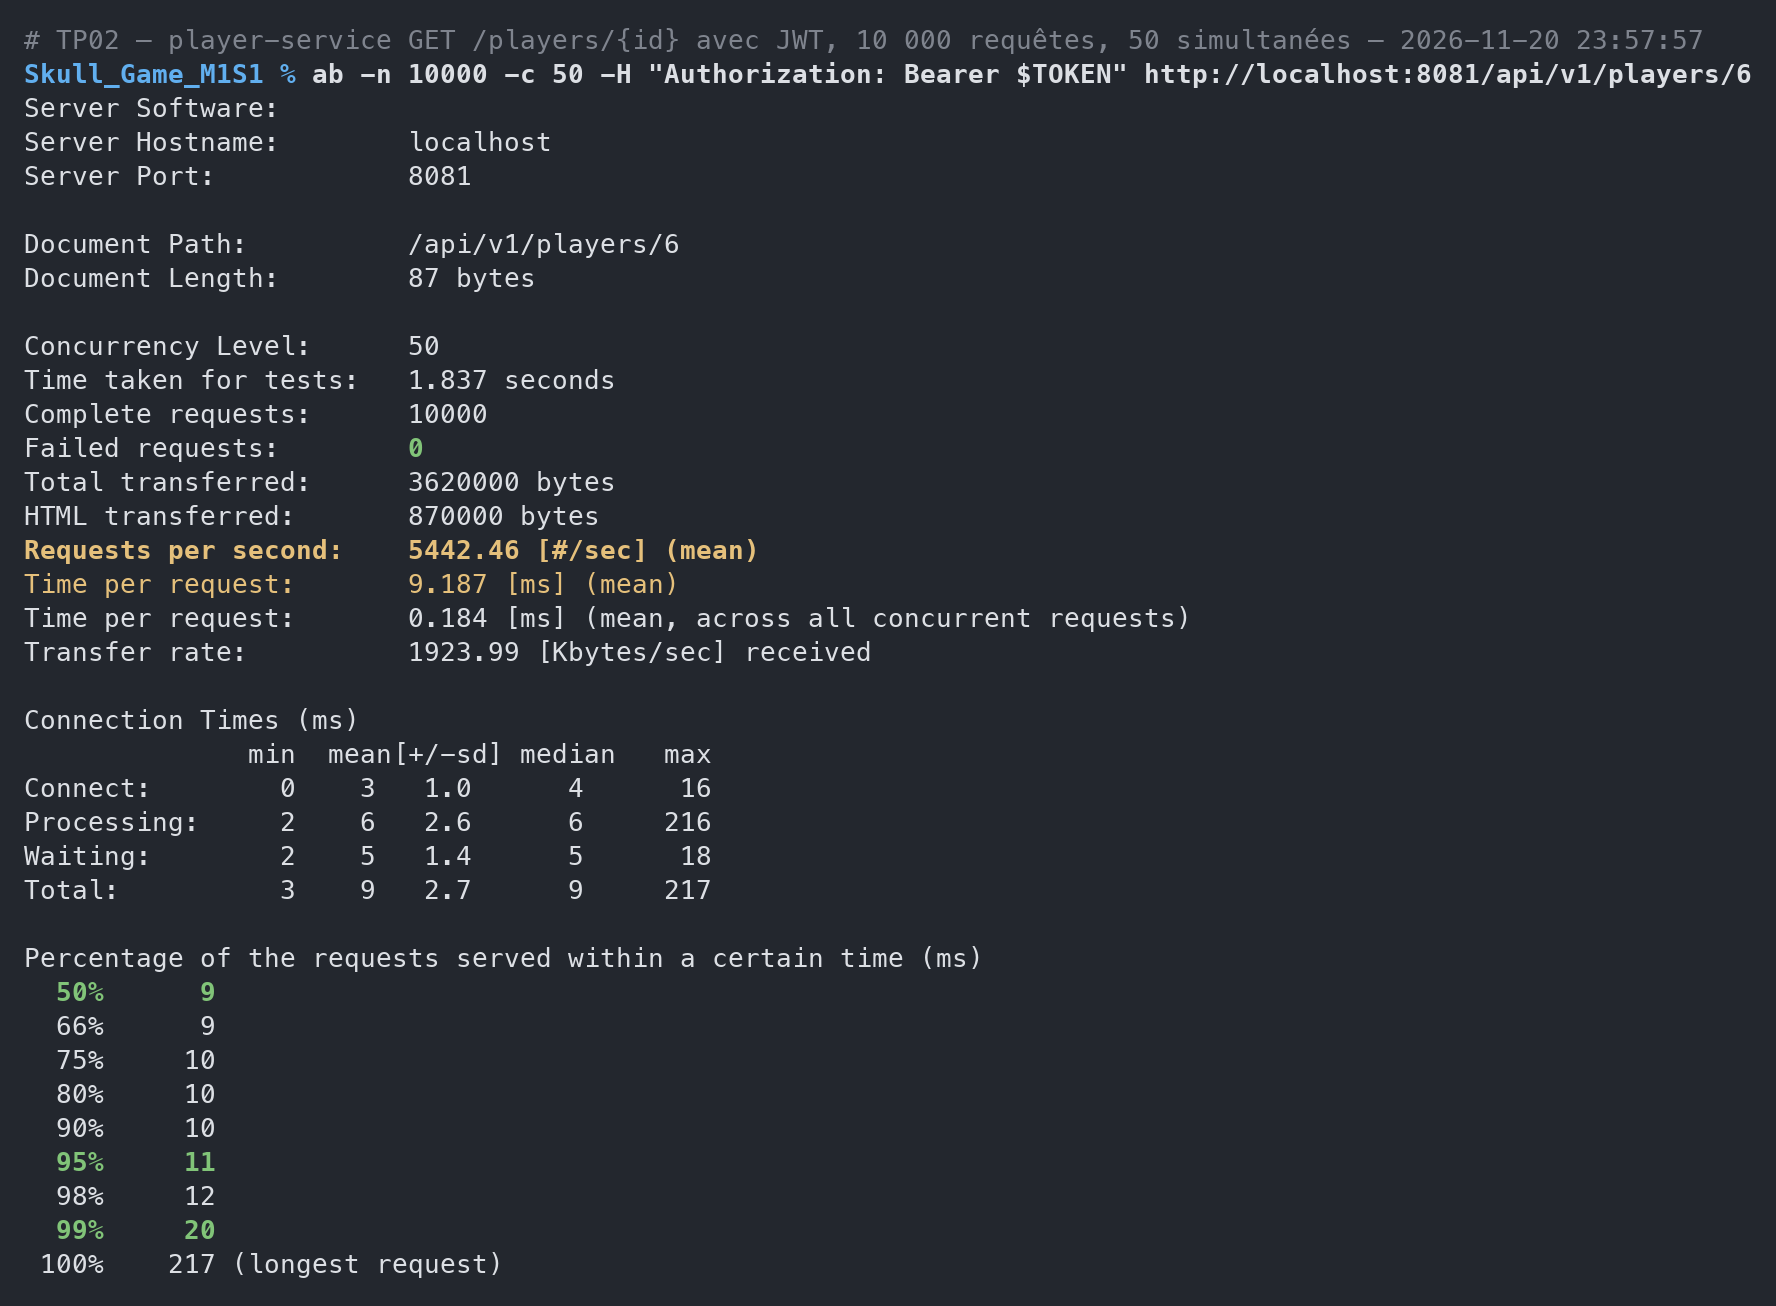 # TP02 — player-service GET /players/{id} avec JWT, 10 000 requêtes, 50 simultanées — 2026-11-20 23:57:57
Skull_Game_M1S1 % ab -n 10000 -c 50 -H "Authorization: Bearer $TOKEN" http://localhost:8081/api/v1/players/6
Server Software:
Server Hostname:        localhost
Server Port:            8081
Document Path:          /api/v1/players/6
Document Length:        87 bytes
Concurrency Level:      50
Time taken for tests:   1.837 seconds
Complete requests:      10000
Failed requests:        0
Total transferred:      3620000 bytes
HTML transferred:       870000 bytes
Requests per second:    5442.46 [#/sec] (mean)
Time per request:       9.187 [ms] (mean)
Time per request:       0.184 [ms] (mean, across all concurrent requests)
Transfer rate:          1923.99 [Kbytes/sec] received
Connection Times (ms)
              min  mean[+/-sd] median   max
Connect:        0    3   1.0      4      16
Processing:     2    6   2.6      6     216
Waiting:        2    5   1.4      5      18
Total:          3    9   2.7      9     217
Percentage of the requests served within a certain time (ms)
  50%      9
  66%      9
  75%     10
  80%     10
  90%     10
  95%     11
  98%     12
  99%     20
 100%    217 (longest request)